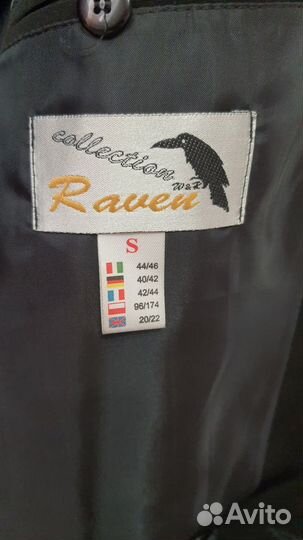 collection
W&R
Raven
S
44/46
40/42
42/44
96/174
20/22
Avito